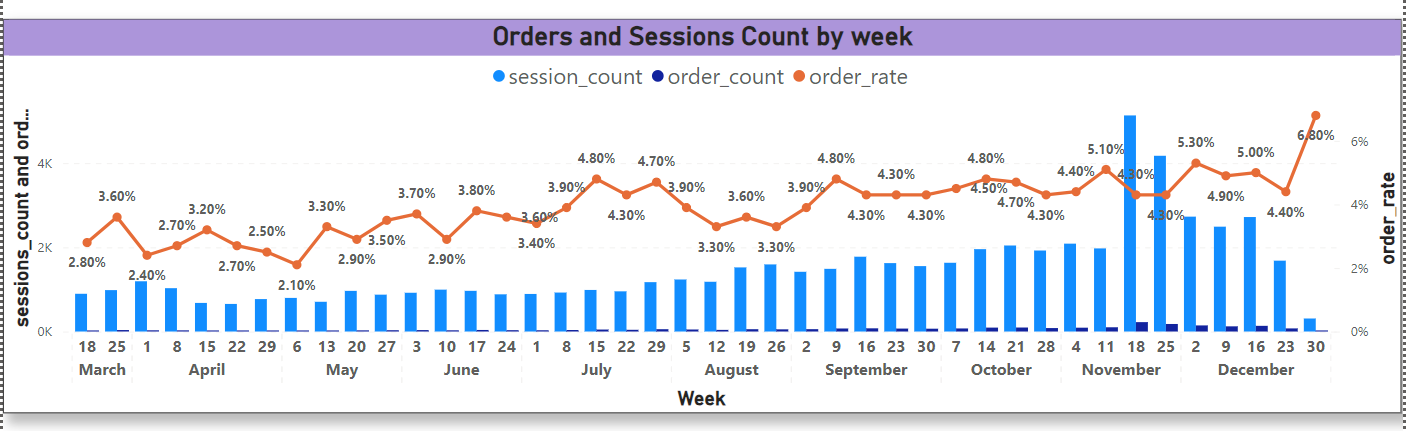 Orders and Sessions Count by week
session_count order_count order_rate
sessions_count and ord...
4K
2K
0K
2.80% 3.60% 2.40% 2.70% 3.20% 2.70% 2.50% 2.10% 3.30% 2.90% 3.50% 3.70% 2.90% 3.80% 3.60% 3.40% 3.90% 4.80% 4.30% 4.70% 3.90% 3.30% 3.60% 3.30% 3.90% 4.80% 4.30% 4.30% 4.30% 4.50% 4.80% 4.70% 4.30% 4.40% 5.10% 4.30% 4.30% 5.30% 4.90% 5.00% 4.40% 6.80%
6%
4%
2%
0%
order_rate
18 25 1 8 15 22 29 6 13 20 27 3 10 17 24 1 8 15 22 29 5 12 19 26 2 9 16 23 30 7 14 21 28 4 11 18 25 2 9 16 23 30
March April May June July August September October November December
Week